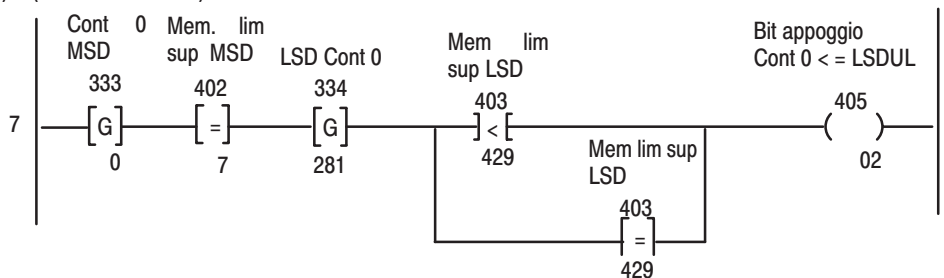 Cont 0
MSD
333
G
0
Mem. lim
sup MSD
402
=
7
LSD Cont 0
334
G
281
Mem lim
sup LSD
403
<
429
Mem lim sup
LSD
403
=
429
Bit appoggio
Cont 0 < = LSDUL
405
02
7